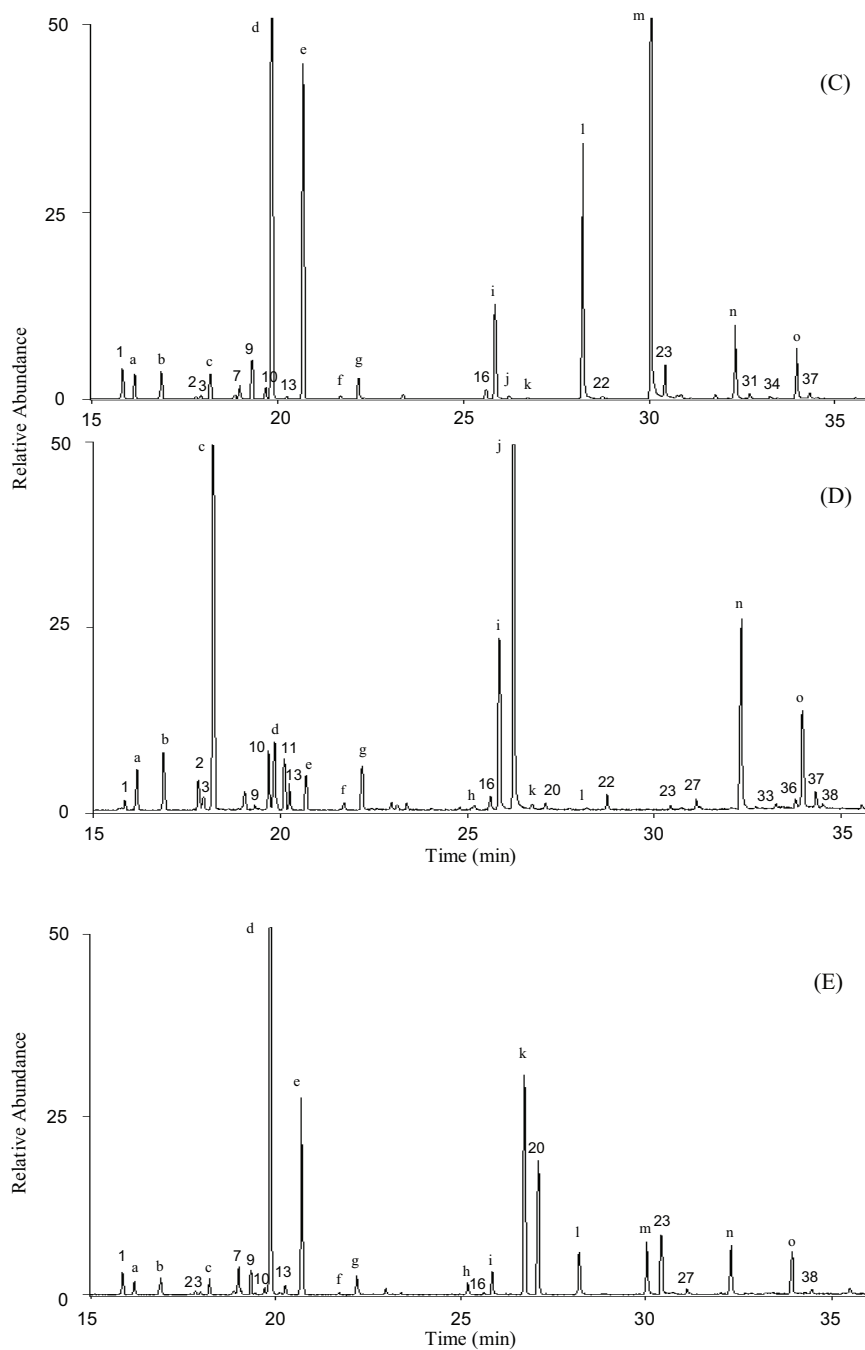 50
d
e
m
(C)
l
25
i
n
o
9
1
a
b
c
7
10
13
2
3
f
g
16
j
k
22
23
31
34
37
0
15
20
25
30
35
Relative Abundance
50
c
j
(D)
25
i
n
o
d
10
11
b
g
a
13
e
2
3
1
9
f
h
16
k
20
l
22
23
27
33
36
37
38
0
15
20
25
30
35
Time (min)
50
d
(E)
k
e
25
20
m
23
l
n
o
7
9
1
a
b
c
g
i
h
23
10
13
f
16
27
38
0
15
20
25
30
35
Relative Abundance
Time (min)